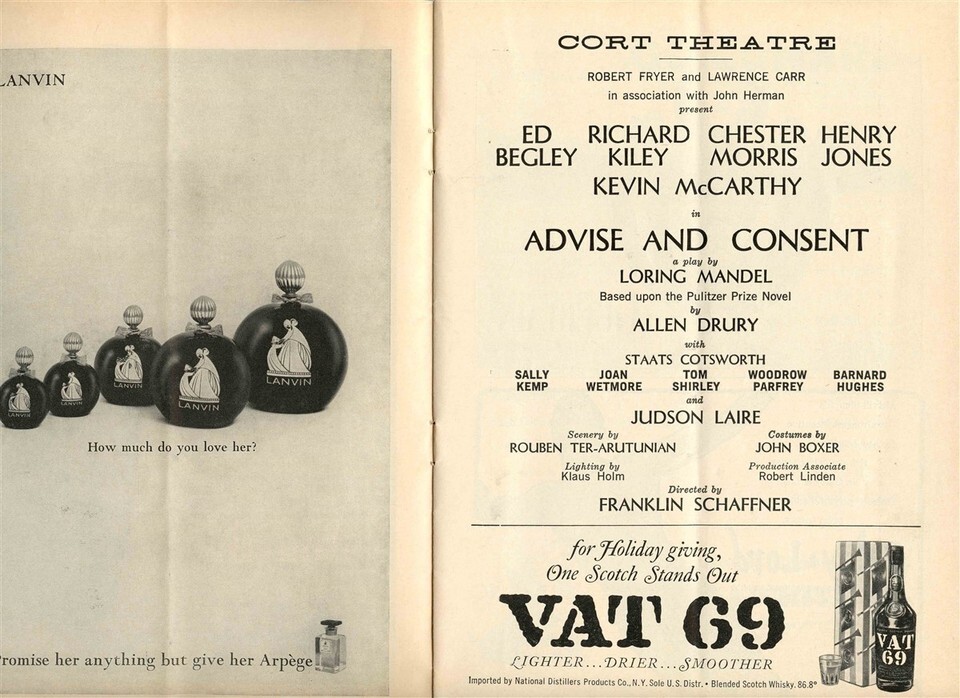 LANVIN
LANVIN
LANVIN
LANVIN
LANVIN
LANVIN
How much do you love her?
romise her anything but give her Arpège
CORT THEATRE
ROBERT FRYER and LAWRENCE CARR
in association with John Herman
present
ED RICHARD CHESTER HENRY
BEGLEY KILEY MORRIS JONES
KEVIN McCARTHY
in
ADVISE AND CONSENT
a play by
LORING MANDEL
Based upon the Pulitzer Prize Novel
by
ALLEN DRURY
with
STAATS COTSWORTH
SALLY JOAN TOM WOODROW BARNARD
KEMP WETMORE SHIRLEY PARFREY HUGHES
and
JUDSON LAIRE
Scenery by Costumes by
ROUBEN TER-ARUTUNIAN JOHN BOXER
Lighting by Production Associate
Klaus Holm Robert Linden
Directed by
FRANKLIN SCHAFFNER
for Holiday giving,
One Scotch Stands Out
VAT 69
LIGHTER...DRIER...SMOOTHER
VAT
69
Imported by National Distillers Products Co., N.Y. Sole U.S. Distr. • Blended Scotch Whisky. 86.8°